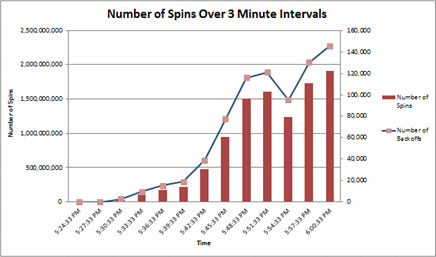 Number of Spins Over 3 Minute Intervals
2,500,000,000
2,000,000,000
1,500,000,000
1,000,000,000
500,000,000
0
Number of Spins
160,000
140,000
120,000
100,000
80,000
60,000
40,000
20,000
0
Number of
Spins
Number of
Backoffs
5:24:33 PM
5:27:33 PM
5:30:33 PM
5:33:33 PM
5:36:33 PM
5:39:33 PM
5:42:33 PM
5:45:33 PM
5:48:33 PM
5:51:33 PM
5:54:33 PM
5:57:33 PM
6:00:33 PM
Time